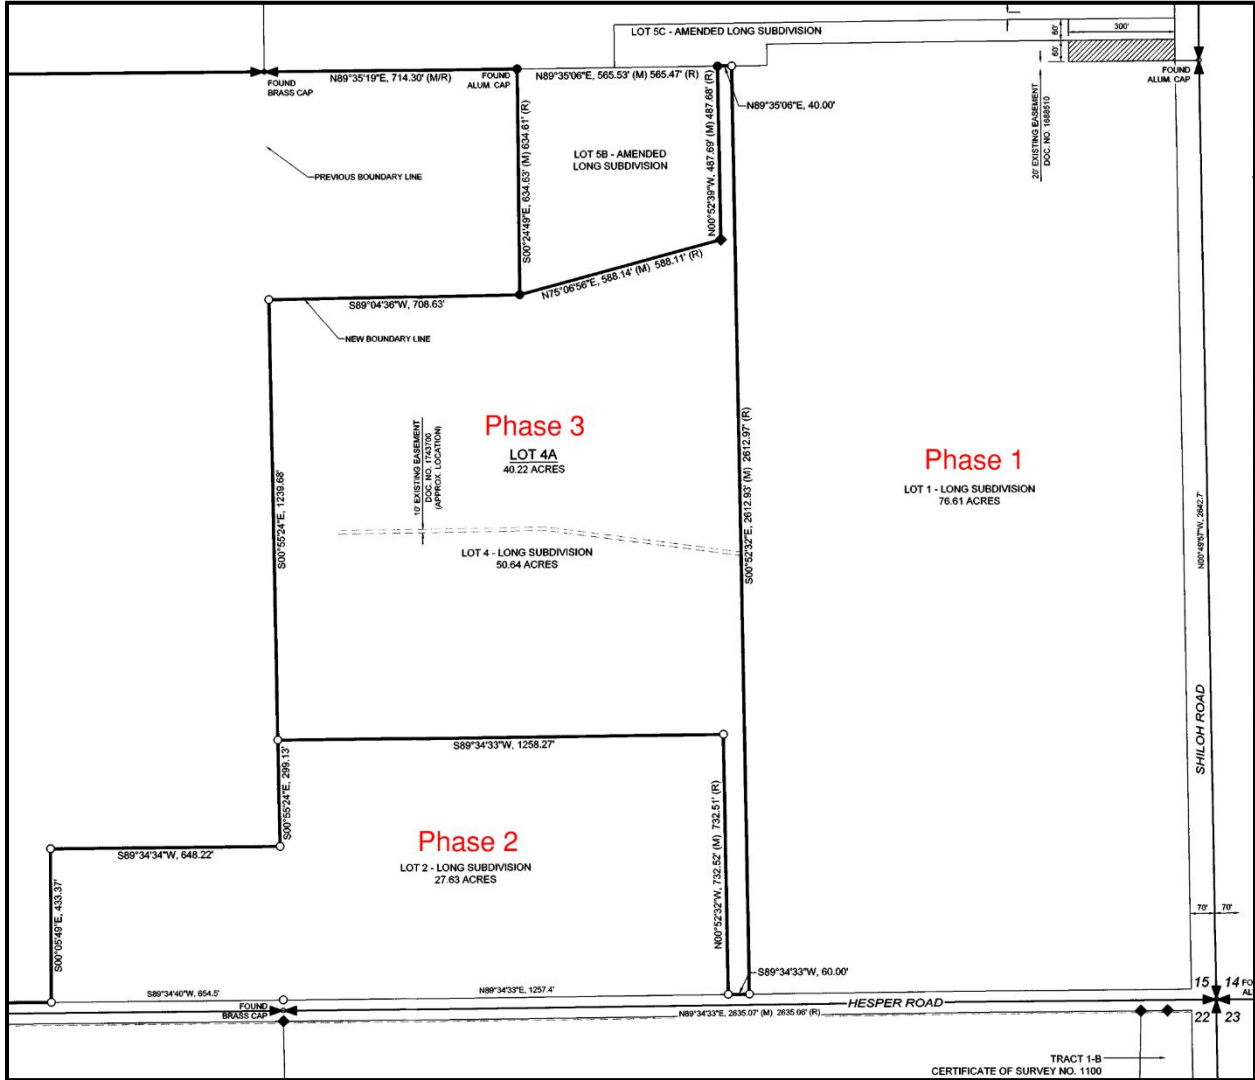 LOT 5C - AMENDED LONG SUBDIVISION
300'
60'
60'
N89°35'19"E, 714.30' (M/R)
FOUND
BRASS CAP
FOUND
ALUM. CAP
N89°35'06"E, 565.53' (M) 565.47' (R)
FOUND
ALUM. CAP
N89°35'06"E, 40.00'
S00°24'49"E, 634.63' (M) 634.61' (R)
N00°52'39"W, 487.69' (M) 487.68' (R)
20' EXISTING EASEMENT
DOC. NO. 1688510
LOT 5B - AMENDED
LONG SUBDIVISION
PREVIOUS BOUNDARY LINE
N75°06'56"E, 588.14' (M) 588.11' (R)
S89°04'36"W, 708.63'
NEW BOUNDARY LINE
Phase 3
LOT 4A
40.22 ACRES
10' EXISTING EASEMENT
DOC. NO. 1743700
(APPROX. LOCATION)
Phase 1
LOT 1 - LONG SUBDIVISION
76.61 ACRES
S00°55'24"E, 1239.68'
S00°52'32"E, 2612.93' (M) 2612.97' (R)
N00°49'57"W, 2642.7'
LOT 4 - LONG SUBDIVISION
50.64 ACRES
SHILOH ROAD
S89°34'33"W, 1258.27'
S00°55'24"E, 299.13'
Phase 2
LOT 2 - LONG SUBDIVISION
27.63 ACRES
N00°52'32"W, 732.52' (M) 732.51' (R)
S89°34'34"W, 648.22'
S00°05'49"E, 433.37'
70'
70'
S89°34'33"W, 60.00'
S89°34'40"W, 654.5'
N89°34'33"E, 1257.4'
15
14
FO
AL
FOUND
BRASS CAP
HESPER ROAD
N89°34'33"E, 2635.07' (M) 2635.06' (R)
22
23
TRACT 1-B
CERTIFICATE OF SURVEY NO. 1100